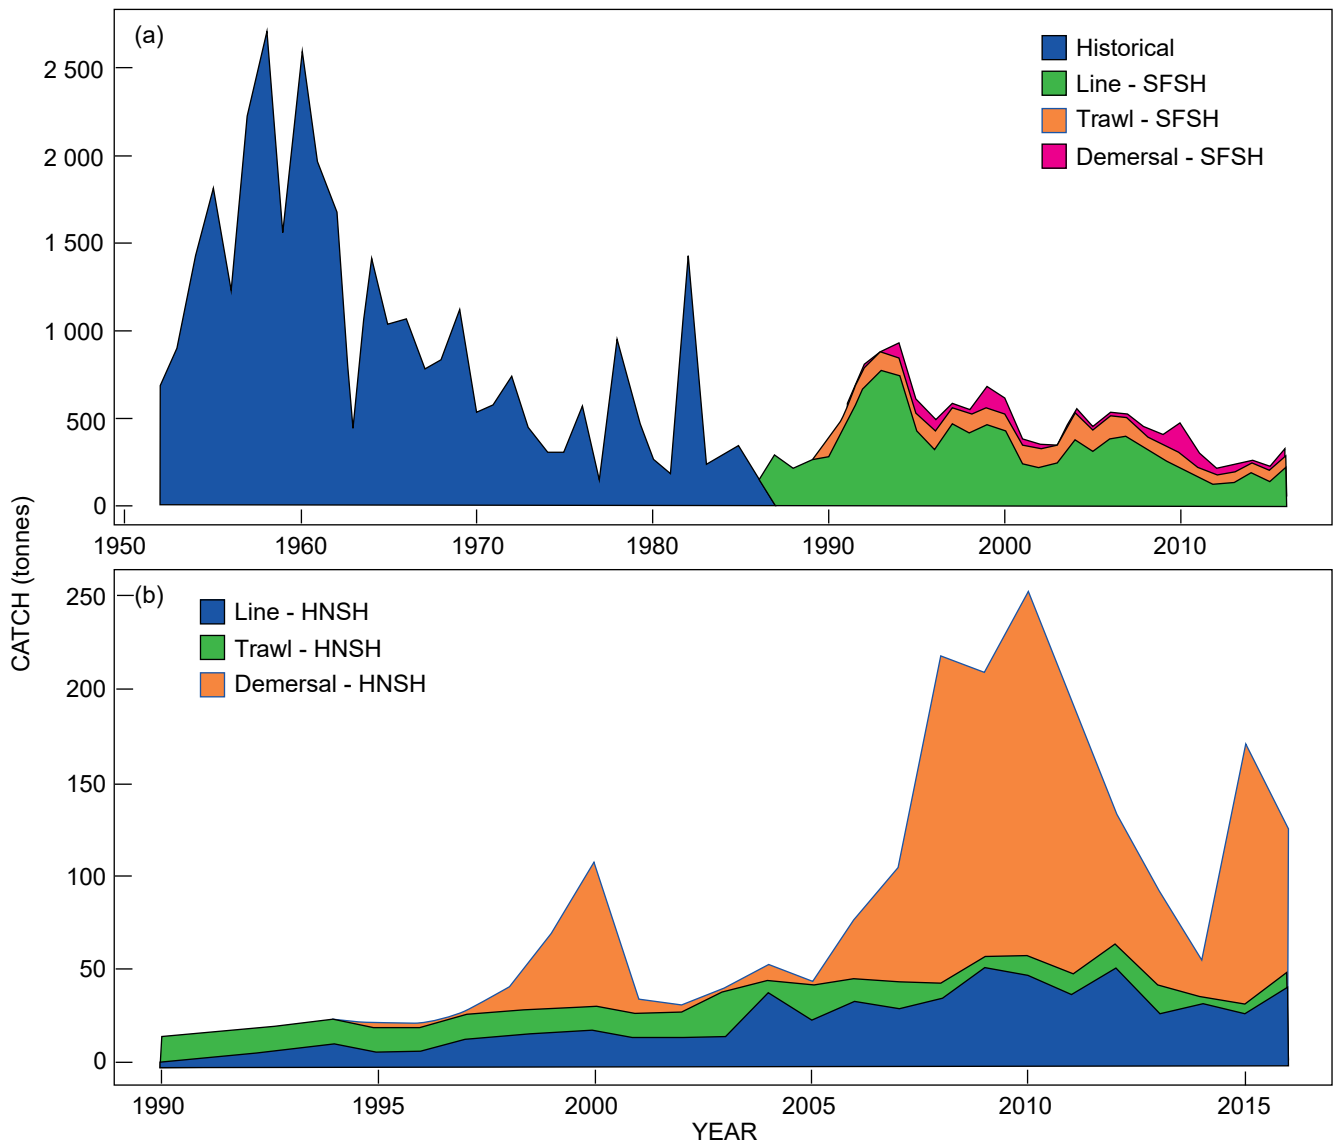 (a)
Historical
Line - SFSH
Trawl - SFSH
Demersal - SFSH
2 500
2 000
1 500
1 000
500
0
1950 1960 1970 1980 1990 2000 2010
CATCH (tonnes)
(b)
Line - HNSH
Trawl - HNSH
Demersal - HNSH
250
200
150
100
50
0
1990 1995 2000 2005 2010 2015
YEAR